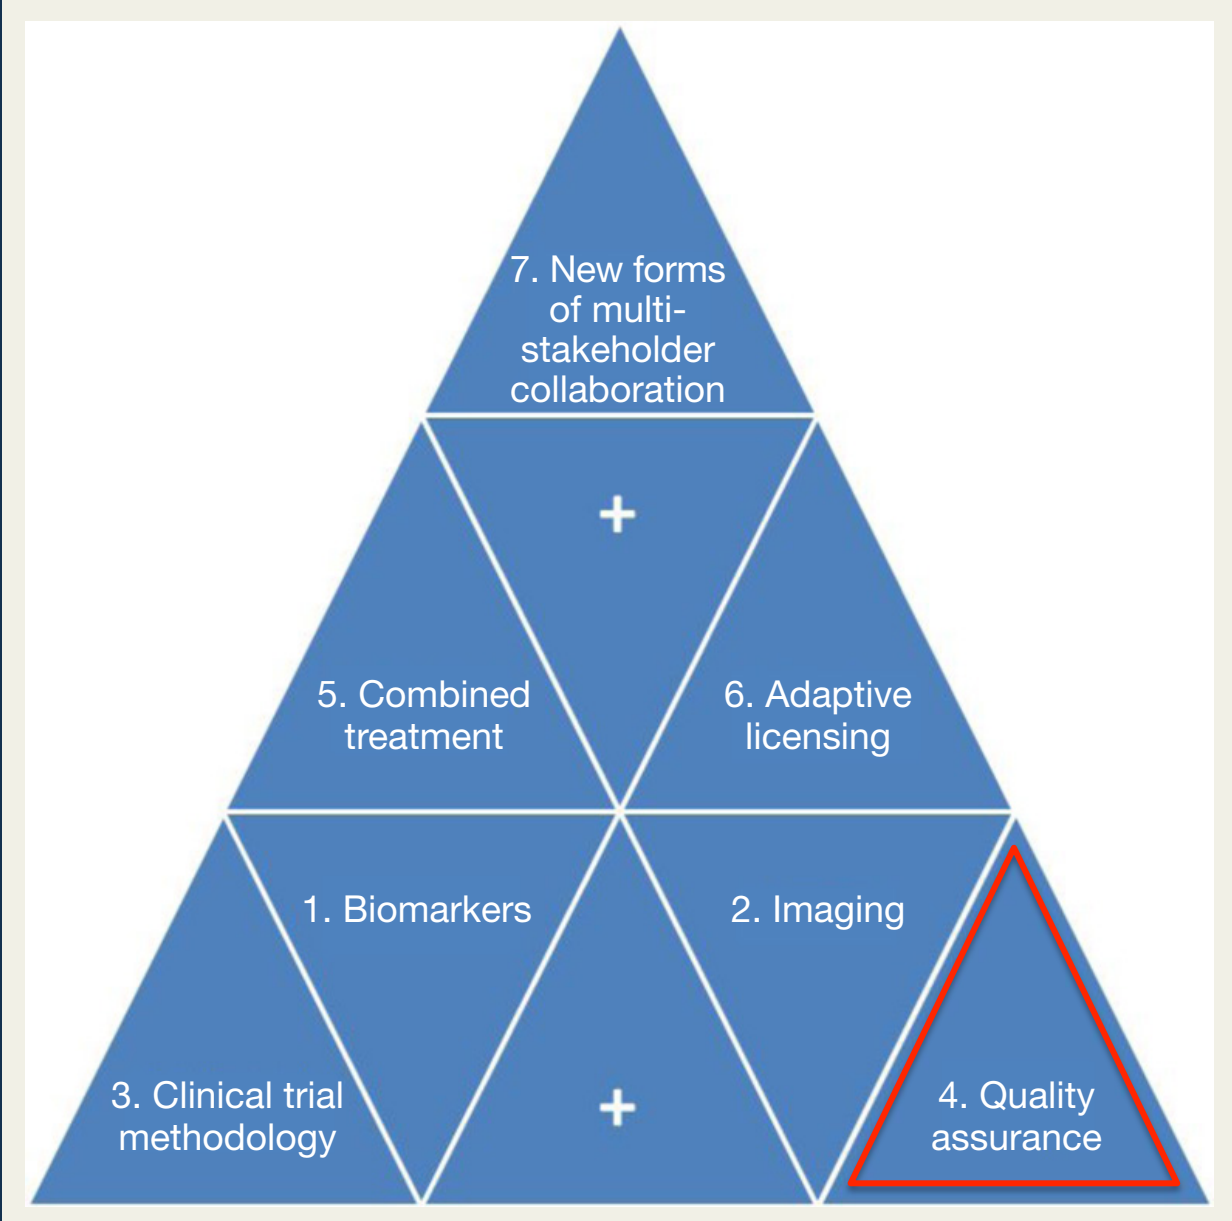 7. New forms
of multi-
stakeholder
collaboration
+
5. Combined
treatment
6. Adaptive
licensing
1. Biomarkers
2. Imaging
3. Clinical trial
methodology
+
4. Quality
assurance